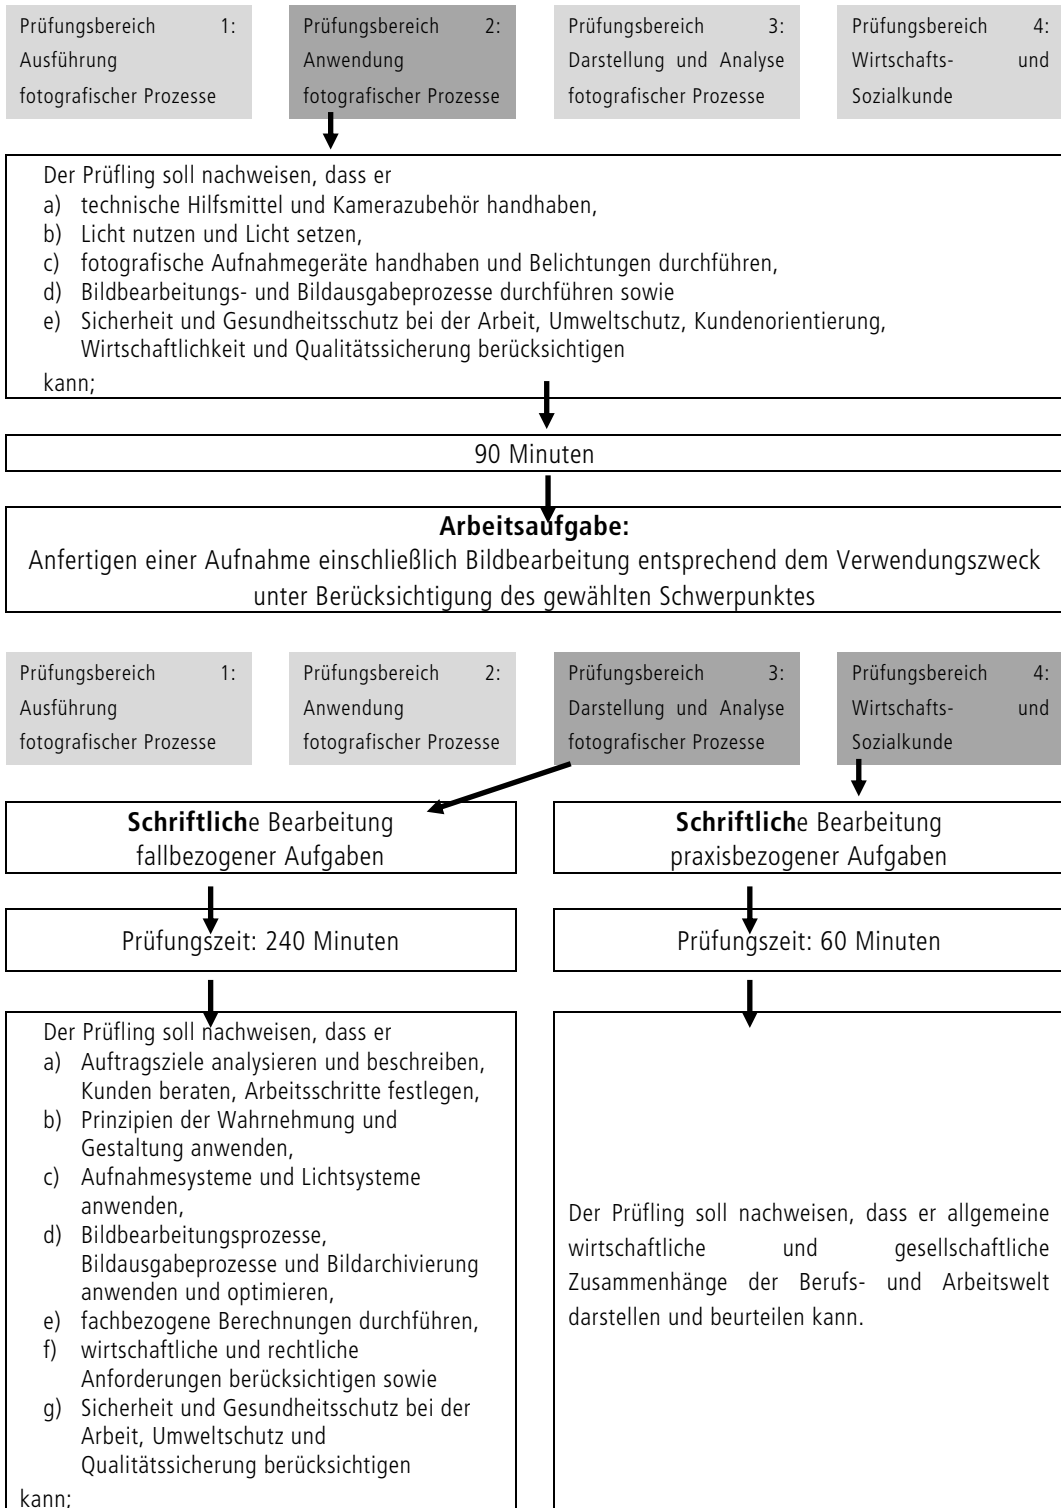 Prüfungsbereich 1:
Ausführung
fotografischer Prozesse
Prüfungsbereich 2:
Anwendung
fotografischer Prozesse
Prüfungsbereich 3:
Darstellung und Analyse
fotografischer Prozesse
Prüfungsbereich 4:
Wirtschafts- und
Sozialkunde
Der Prüfling soll nachweisen, dass er
a) technische Hilfsmittel und Kamerazubehör handhaben,
b) Licht nutzen und Licht setzen,
c) fotografische Aufnahmegeräte handhaben und Belichtungen durchführen,
d) Bildbearbeitungs- und Bildausgabeprozesse durchführen sowie
e) Sicherheit und Gesundheitsschutz bei der Arbeit, Umweltschutz, Kundenorientierung,
Wirtschaftlichkeit und Qualitätssicherung berücksichtigen
kann;
90 Minuten
Arbeitsaufgabe:
Anfertigen einer Aufnahme einschließlich Bildbearbeitung entsprechend dem Verwendungszweck
unter Berücksichtigung des gewählten Schwerpunktes
Prüfungsbereich 1:
Ausführung
fotografischer Prozesse
Prüfungsbereich 2:
Anwendung
fotografischer Prozesse
Prüfungsbereich 3:
Darstellung und Analyse
fotografischer Prozesse
Prüfungsbereich 4:
Wirtschafts- und
Sozialkunde
Schriftliche Bearbeitung
fallbezogener Aufgaben
Prüfungszeit: 240 Minuten
Der Prüfling soll nachweisen, dass er
a) Auftragsziele analysieren und beschreiben,
Kunden beraten, Arbeitsschritte festlegen,
b) Prinzipien der Wahrnehmung und
Gestaltung anwenden,
c) Aufnahmesysteme und Lichtsysteme
anwenden,
d) Bildbearbeitungsprozesse,
Bildausgabeprozesse und Bildarchivierung
anwenden und optimieren,
e) fachbezogene Berechnungen durchführen,
f) wirtschaftliche und rechtliche
Anforderungen berücksichtigen sowie
g) Sicherheit und Gesundheitsschutz bei der
Arbeit, Umweltschutz und
Qualitätssicherung berücksichtigen
kann;
Schriftliche Bearbeitung
praxisbezogener Aufgaben
Prüfungszeit: 60 Minuten
Der Prüfling soll nachweisen, dass er allgemeine
wirtschaftliche und gesellschaftliche
Zusammenhänge der Berufs- und Arbeitswelt
darstellen und beurteilen kann.